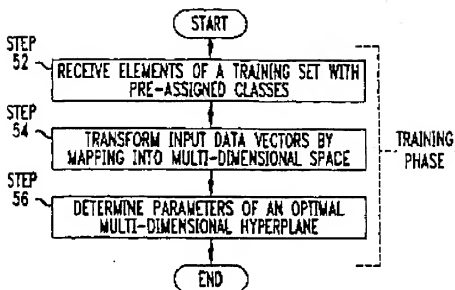 START
STEP
52
RECEIVE ELEMENTS OF A TRAINING SET WITH
PRE-ASSIGNED CLASSES
STEP
54
TRANSFORM INPUT DATA VECTORS BY
MAPPING INTO MULTI-DIMENSIONAL SPACE
TRAINING
PHASE
STEP
56
DETERMINE PARAMETERS OF AN OPTIMAL
MULTI-DIMENSIONAL HYPERPLANE
END